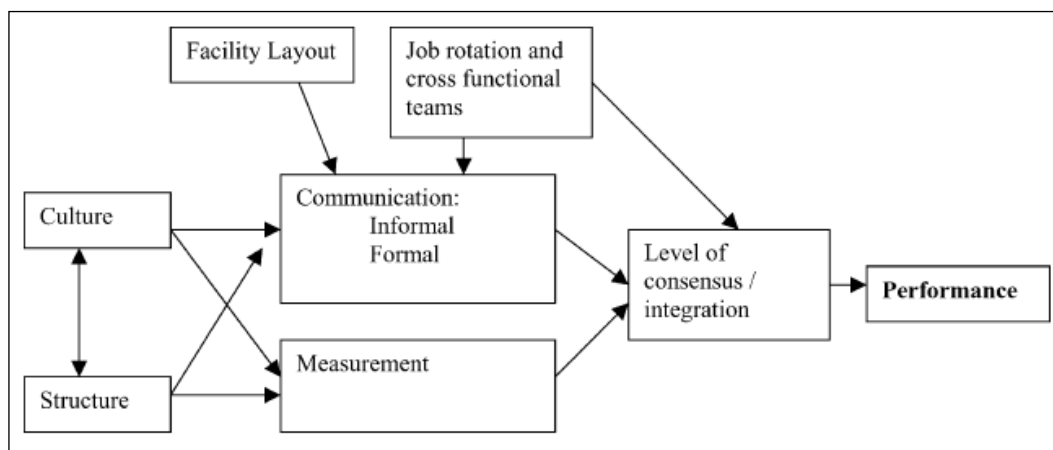 Facility Layout
Job rotation and
cross functional
teams
Communication:
Informal
Formal
Culture
Level of
consensus /
integration
Performance
Measurement
Structure